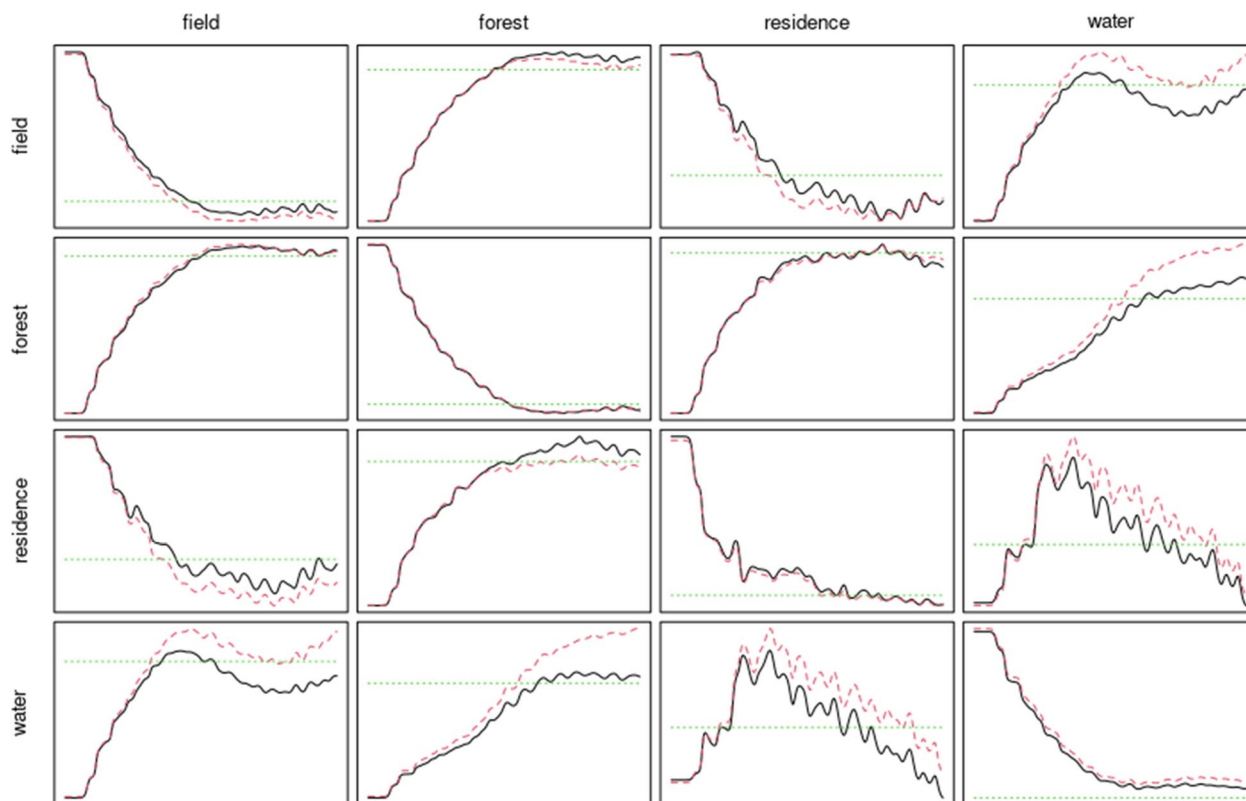 field forest residence water
field
forest
residence
water